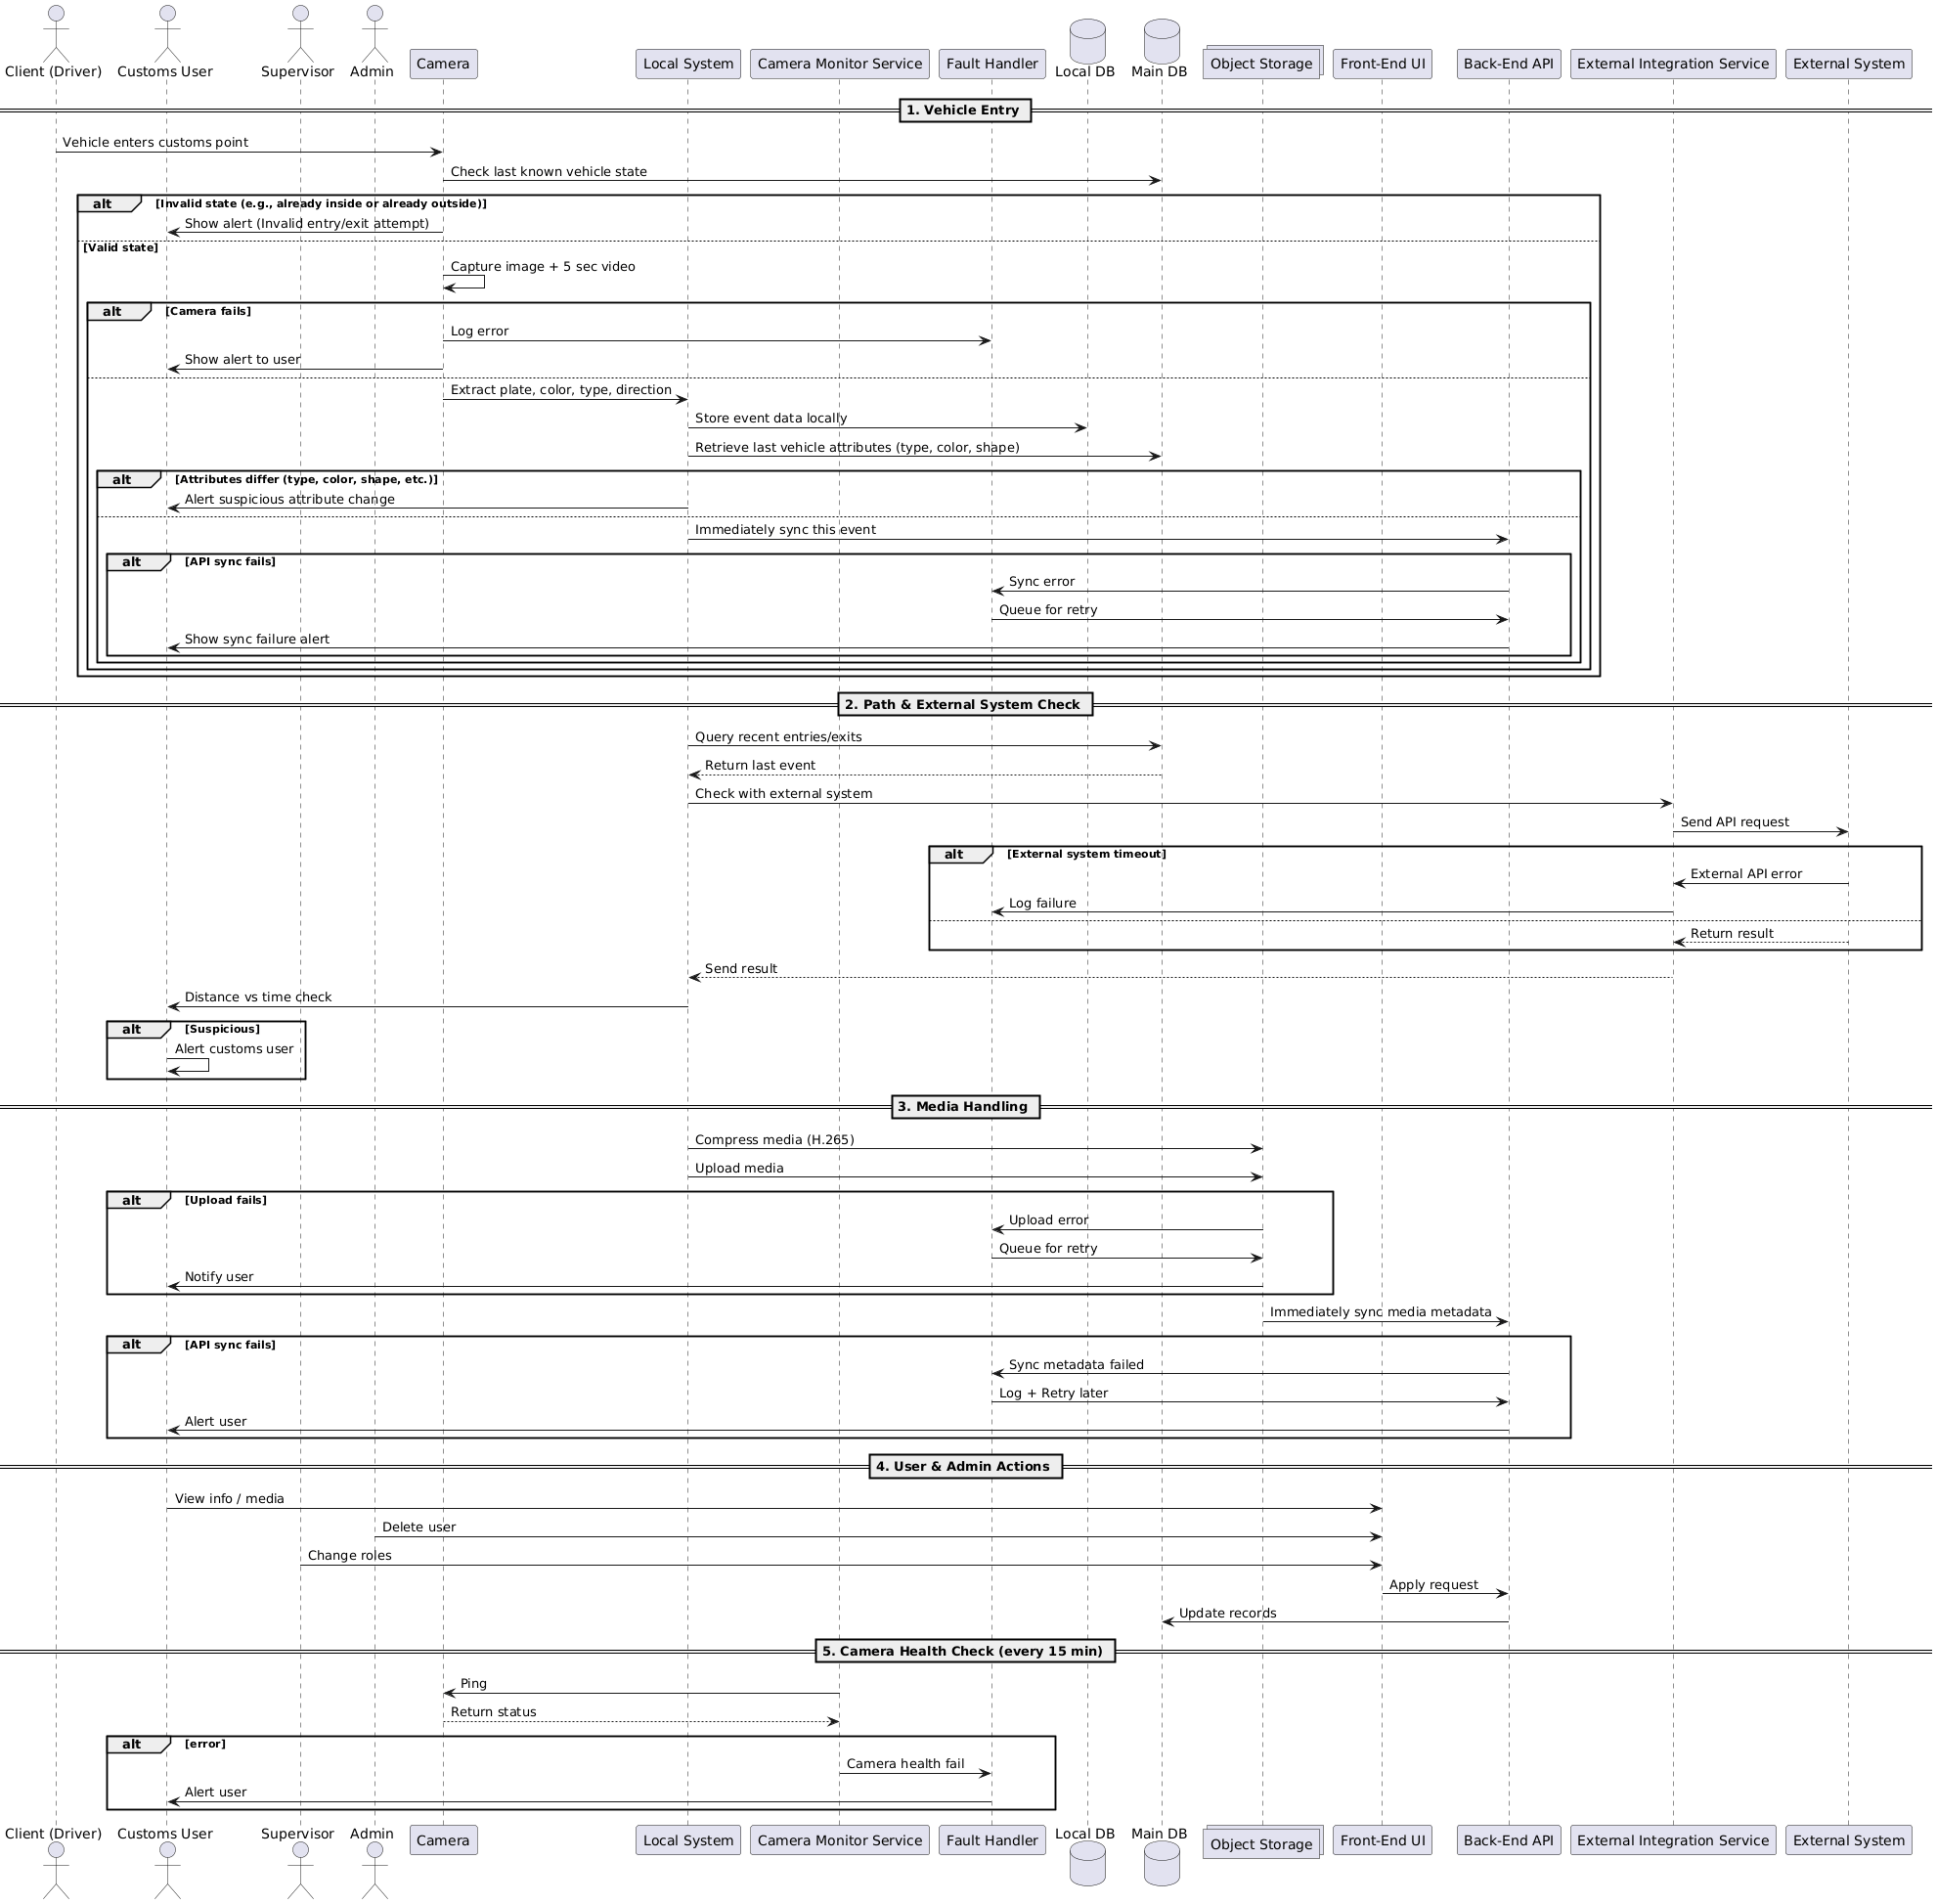 Client (Driver)
Customs User
Supervisor
Admin
Camera
Local System
Camera Monitor Service
Fault Handler
Local DB
Main DB
Object Storage
Front-End UI
Back-End API
External Integration Service
External System
1. Vehicle Entry
Vehicle enters customs point
Check last known vehicle state
alt [Invalid state (e.g., already inside or already outside)]
Show alert (Invalid entry/exit attempt)
[Valid state]
Capture image + 5 sec video
alt [Camera fails]
Log error
Show alert to user
Extract plate, color, type, direction
Store event data locally
Retrieve last vehicle attributes (type, color, shape)
alt [Attributes differ (type, color, shape, etc.)]
Alert suspicious attribute change
Immediately sync this event
alt [API sync fails]
Sync error
Queue for retry
Show sync failure alert
2. Path & External System Check
Query recent entries/exits
Return last event
Check with external system
Send API request
alt [External system timeout]
External API error
Log failure
Return result
Send result
Distance vs time check
alt [Suspicious]
Alert customs user
3. Media Handling
Compress media (H.265)
Upload media
alt [Upload fails]
Upload error
Queue for retry
Notify user
Immediately sync media metadata
alt [API sync fails]
Sync metadata failed
Log + Retry later
Alert user
4. User & Admin Actions
View info / media
Delete user
Change roles
Apply request
Update records
5. Camera Health Check (every 15 min)
Ping
Return status
alt [error]
Camera health fail
Alert user
Client (Driver)
Customs User
Supervisor
Admin
Camera
Local System
Camera Monitor Service
Fault Handler
Local DB
Main DB
Object Storage
Front-End UI
Back-End API
External Integration Service
External System